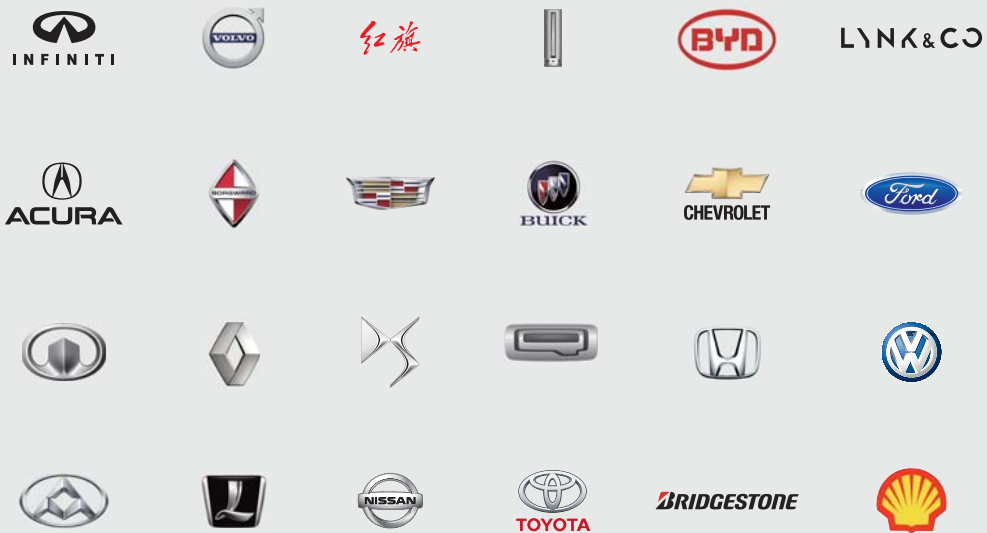 INFINITI
VOLVO
红旗
BYD
LYNK&CO
ACURA
BORGWARD
BUICK
CHEVROLET
Ford
NISSAN
TOYOTA
BRIDGESTONE